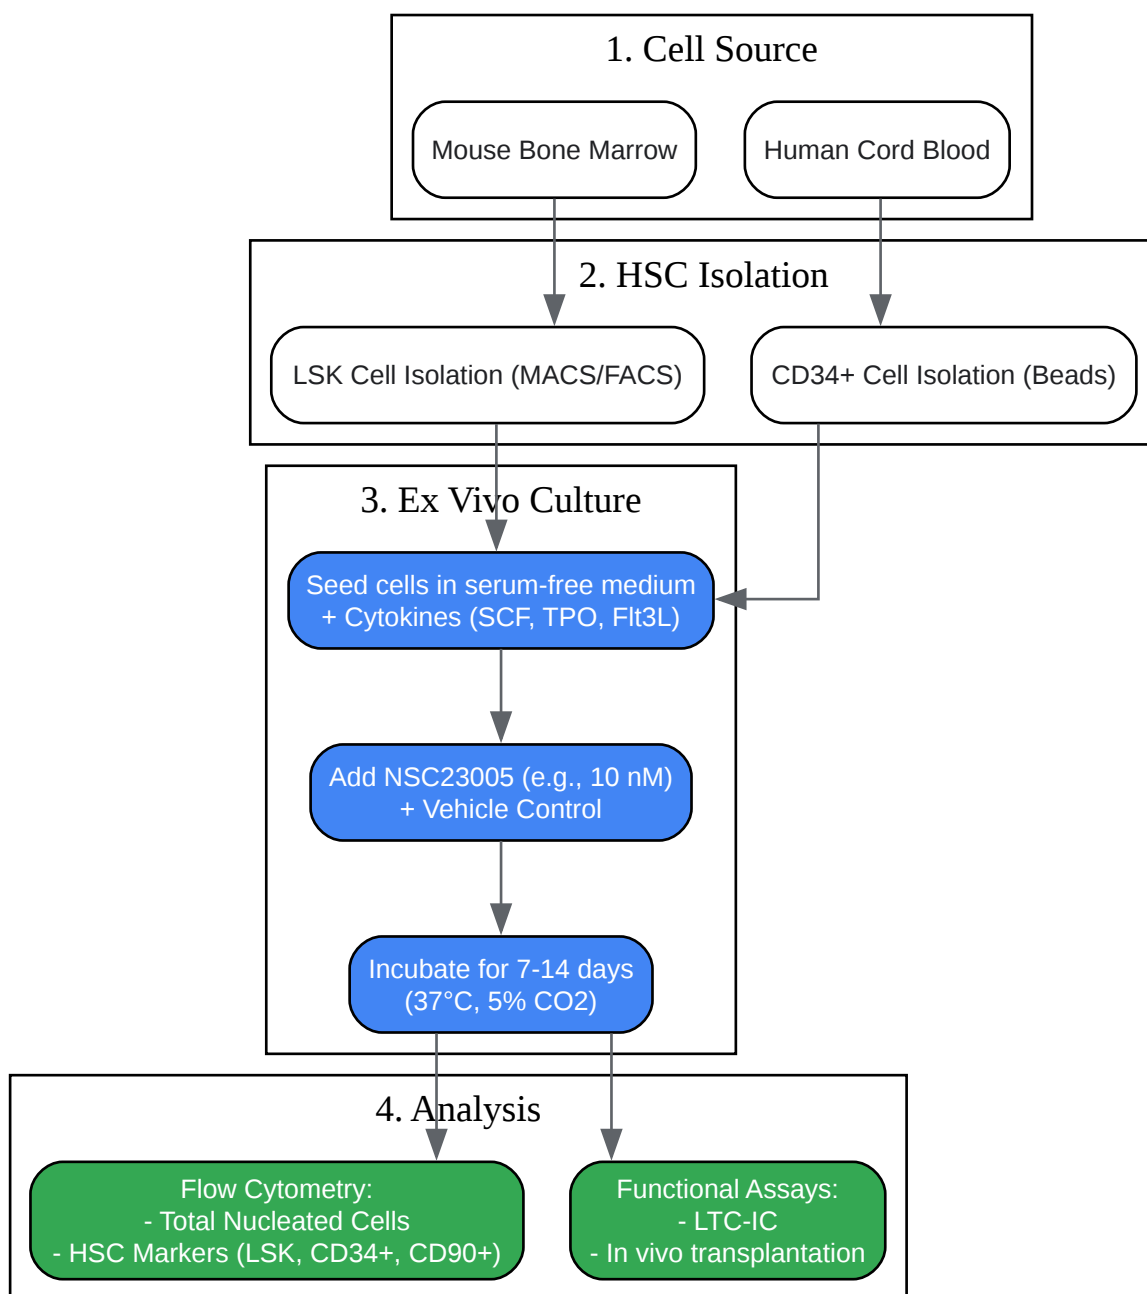 1. Cell Source
Mouse Bone Marrow
Human Cord Blood
2. HSC Isolation
LSK Cell Isolation (MACS/FACS)
CD34+ Cell Isolation (Beads)
3. Ex Vivo Culture
Seed cells in serum-free medium
+ Cytokines (SCF, TPO, Flt3L)
Add NSC23005 (e.g., 10 nM)
+ Vehicle Control
Incubate for 7-14 days
(37°C, 5% CO2)
4. Analysis
Flow Cytometry:
- Total Nucleated Cells
- HSC Markers (LSK, CD34+, CD90+)
Functional Assays:
- LTC-IC
- In vivo transplantation